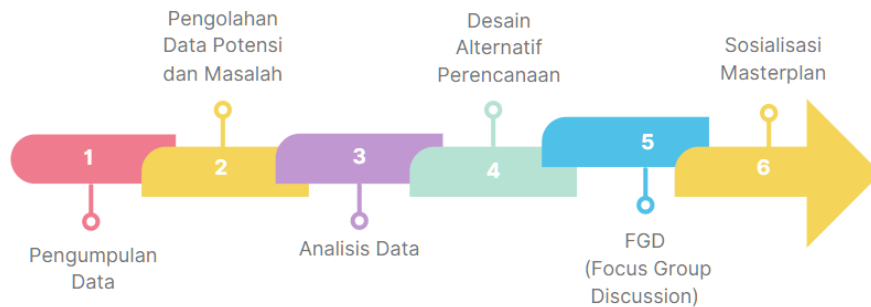 1
Pengumpulan
Data
2
Pengolahan
Data Potensi
dan Masalah
3
Analisis Data
4
Desain
Alternatif
Perencanaan
5
FGD
(Focus Group
Discussion)
6
Sosialisasi
Masterplan